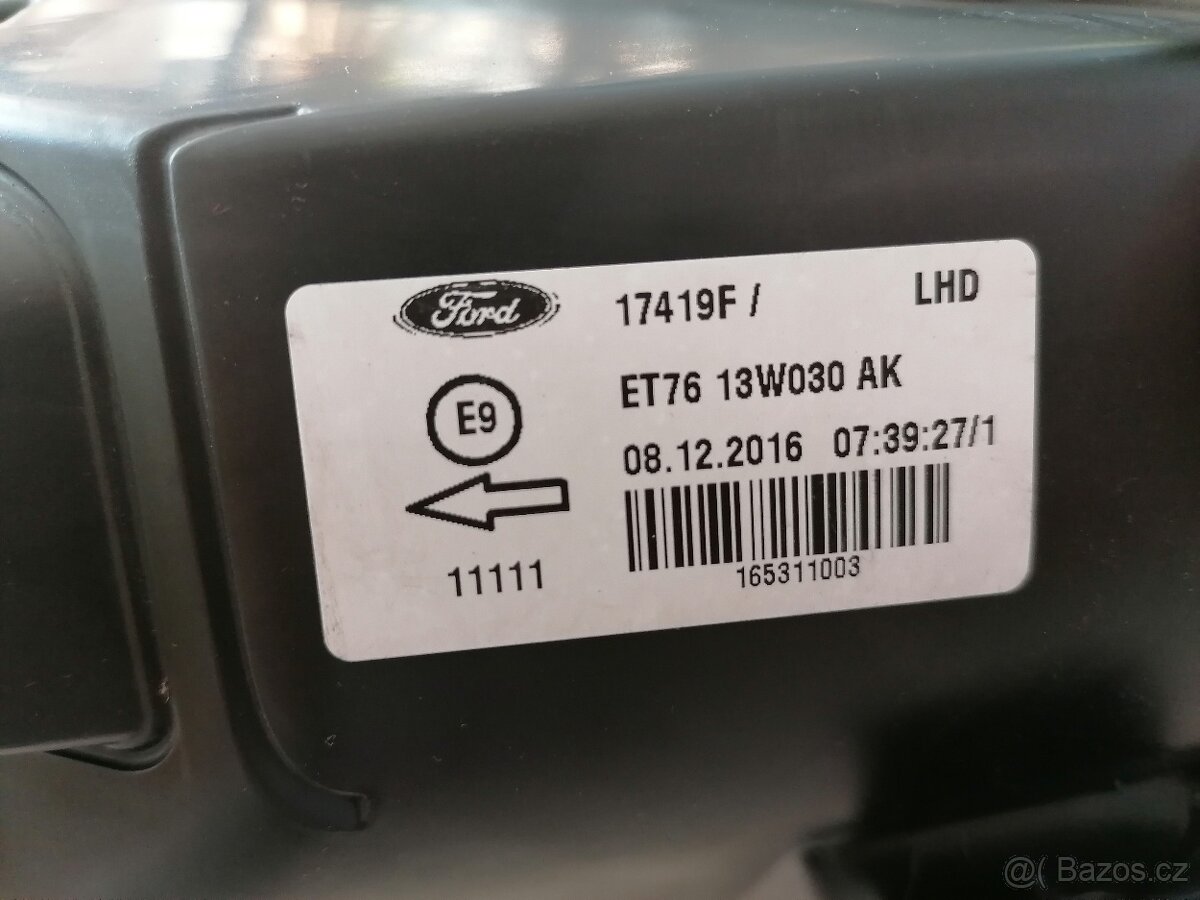 Ford
17419F / LHD
ET76 13W030 AK
E9
08.12.2016 07:39:27/1
11111
165311003
@( Bazos.cz